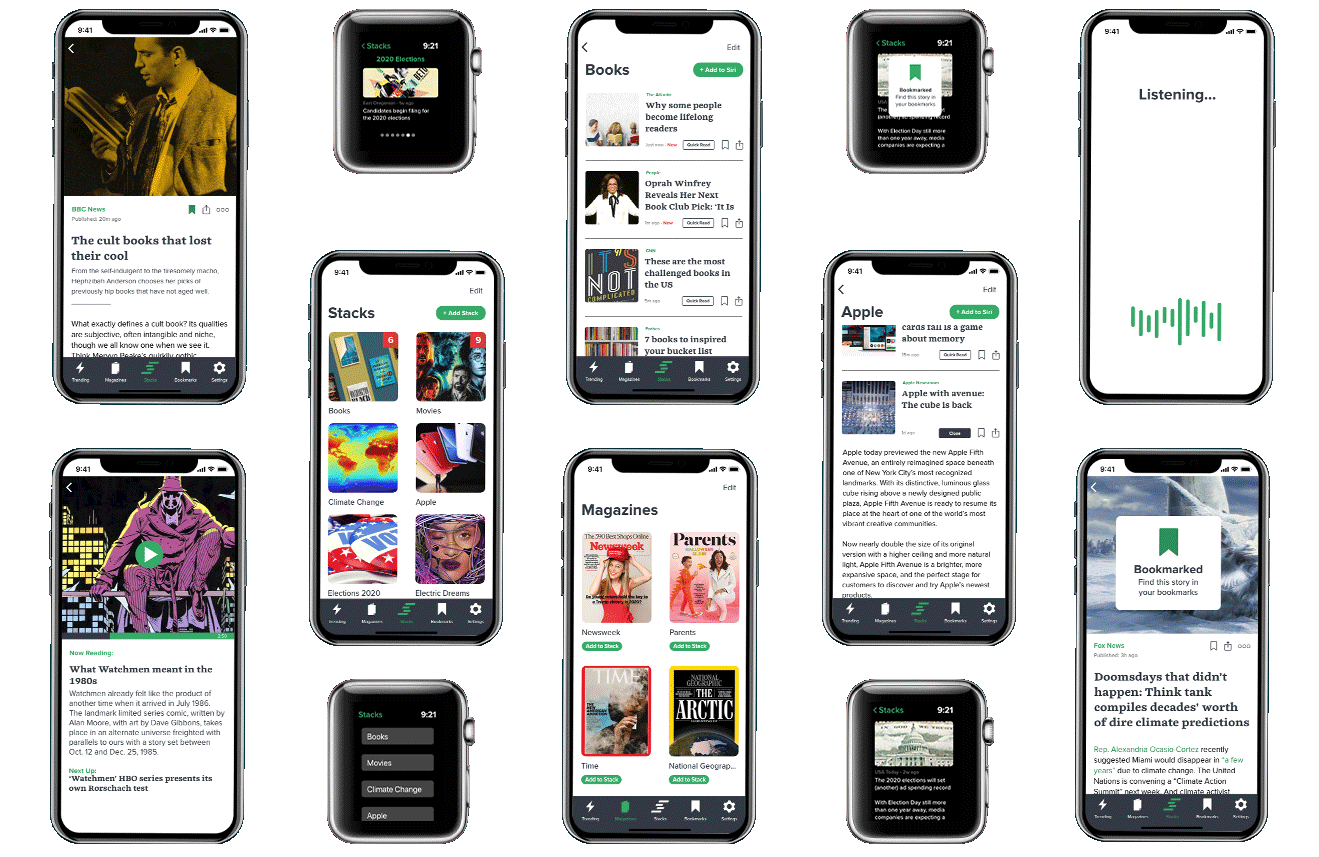 9:41
BBC News
Published: 20m ago
The cult books that lost
their cool
From the self-indulgent to the tiresomely macho,
Hephzibah Anderson chooses her picks of
previously hip books that have not aged well.
What exactly defines a cult book? Its qualities
are subjective, often intangible and niche,
though we all know one when we see it.
Think Mervyn Peake's quirkily gothic
Trending Magazines Stacks Bookmarks Settings
Stacks 9:21
2020 Elections
East Oregonian · 1w ago
Candidates begin filing for
the 2020 elections
9:41
Edit
Books
+ Add to Siri
The Atlantic
Why some people
become lifelong
readers
Just now · New Quick Read
People
Oprah Winfrey
Reveals Her Next
Book Club Pick: 'It Is
1m ago · New Quick Read
IT'S
NOT
COMPLICATED
CNN
These are the most
challenged books in
the US
5m ago Quick Read
Forbes
7 books to inspired
your bucket list
Trending Magazines Stacks Bookmarks Settings
Stacks 9:21
Bookmarked
Find this story in
your bookmarks
(another) ad spending record
With Election Day still more
than one year away, media
companies are expecting a
9:41
Listening...
9:41
Edit
Stacks
+ Add Stack
6
9
Books Movies
Climate Change Apple
Elections 2020 Electric Dreams
Trending Magazines Stacks Bookmarks Settings
9:41
Edit
Apple
+ Add to Siri
cards fall is a game
about memory
15m ago Quick Read
Apple Newsroom
Apple with avenue:
The cube is back
1d ago Close
Apple today previewed the new Apple Fifth
Avenue, an entirely reimagined space beneath
one of New York City's most recognized
landmarks. With its distinctive, luminous glass
cube rising above a newly designed public
plaza, Apple Fifth Avenue is ready to resume its
place at the heart of one of the world's most
vibrant creative communities.
Now nearly double the size of its original
version with a higher ceiling and more natural
light, Apple Fifth Avenue is a brighter, more
expansive space, and the perfect stage for
customers to discover and try Apple's newest
products.
Trending Magazines Stacks Bookmarks Settings
9:41
2:59
Now Reading:
What Watchmen meant in the
1980s
Watchmen already felt like the product of
another time when it arrived in July 1986.
The landmark limited series comic, written by
Alan Moore, with art by Dave Gibbons, takes
place in an alternate universe freighted with
parallels to ours with a story set between
Oct. 12 and Dec. 25, 1985.
Next Up:
'Watchmen' HBO series presents its
own Rorschach test
Stacks 9:21
Books
Movies
Climate Change
Apple
9:41
Edit
Magazines
Newsweek
Parents
Newsweek Parents
Add to Stack Add to Stack
TIME
NATIONAL
GEOGRAPHIC
THE
ARCTIC
Time National Geograp...
Add to Stack Add to Stack
Trending Magazines Stacks Bookmarks Settings
Stacks 9:21
IN GOD WE TRUST
USA Today · 2w ago
The 2020 elections will set
(another) ad spending record
With Election Day still more
than one year away, media
companies are expecting a
9:41
Bookmarked
Find this story in
your bookmarks
Fox News
Published: 3h ago
Doomsdays that didn't
happen: Think tank
compiles decades' worth
of dire climate predictions
Rep. Alexandria Ocasio-Cortez recently
suggested Miami would disappear in "a few
years" due to climate change. The United
Nations is convening a "Climate Action
Summit" next week. And climate activist
Trending Magazines Stacks Bookmarks Settings